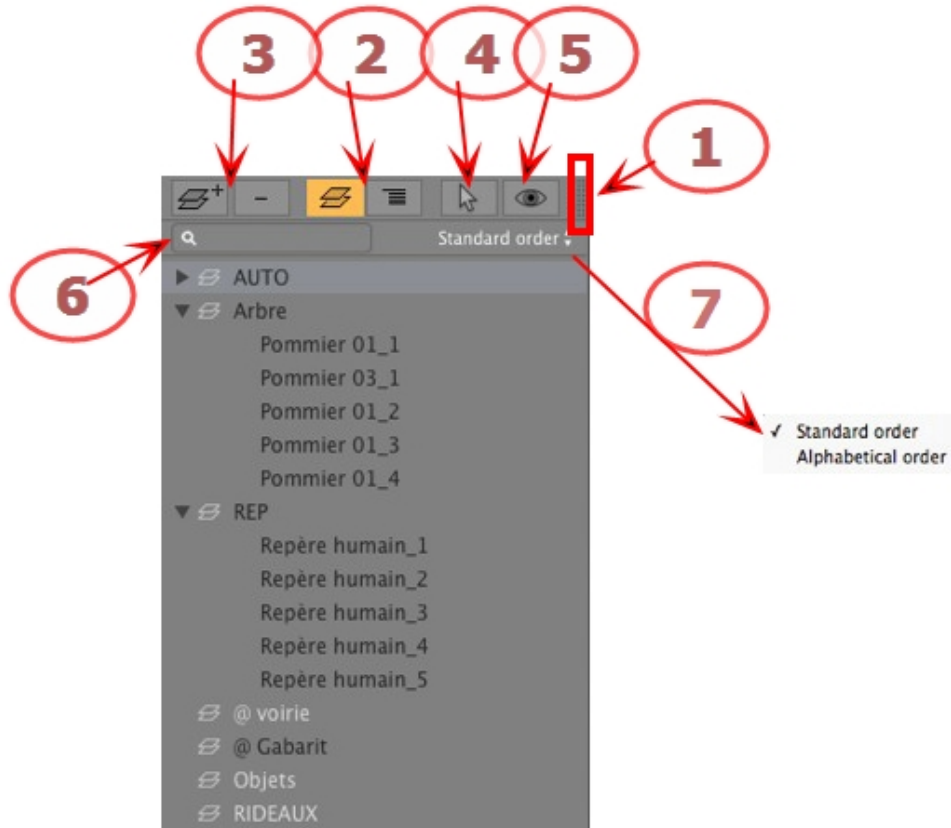 3 2 4 5
1
+ -
Standard order
6
AUTO
7
Arbre
Pommier 01_1
Pommier 03_1
Pommier 01_2
Pommier 01_3
Pommier 01_4
✓ Standard order
Alphabetical order
REP
Repère humain_1
Repère humain_2
Repère humain_3
Repère humain_4
Repère humain_5
@ voirie
@ Gabarit
Objets
RIDEAUX